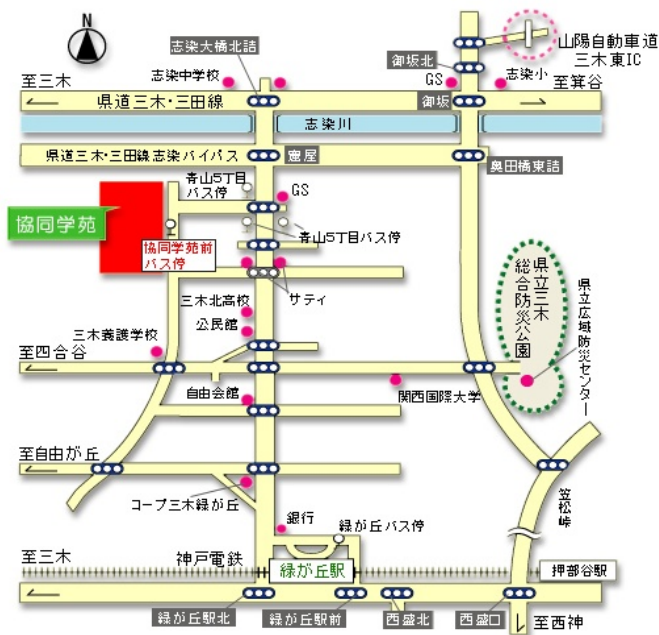 N
志染大橋北詰
山陽自動車道
三木東IC
御坂北
志染中学校
GS
志染小
至三木
至箕谷
県道三木・三田線
御坂
志染川
県道三木・三田線志染バイパス
窟屋
奥田橋東詰
青山5丁目
バス停
GS
協同学苑
青山5丁目バス停
協同学苑前
バス停
県立三木
総合防災公園
県立広域
防災センター
サティ
三木北高校
公民館
三木養護学校
至四合谷
自由会館
関西国際大学
至自由が丘
コープ三木緑が丘
笠松峠
銀行
緑が丘バス停
至三木
神戸電鉄
緑が丘駅
押部谷駅
緑が丘駅北
緑が丘駅前
西盛北
西盛口
至西神